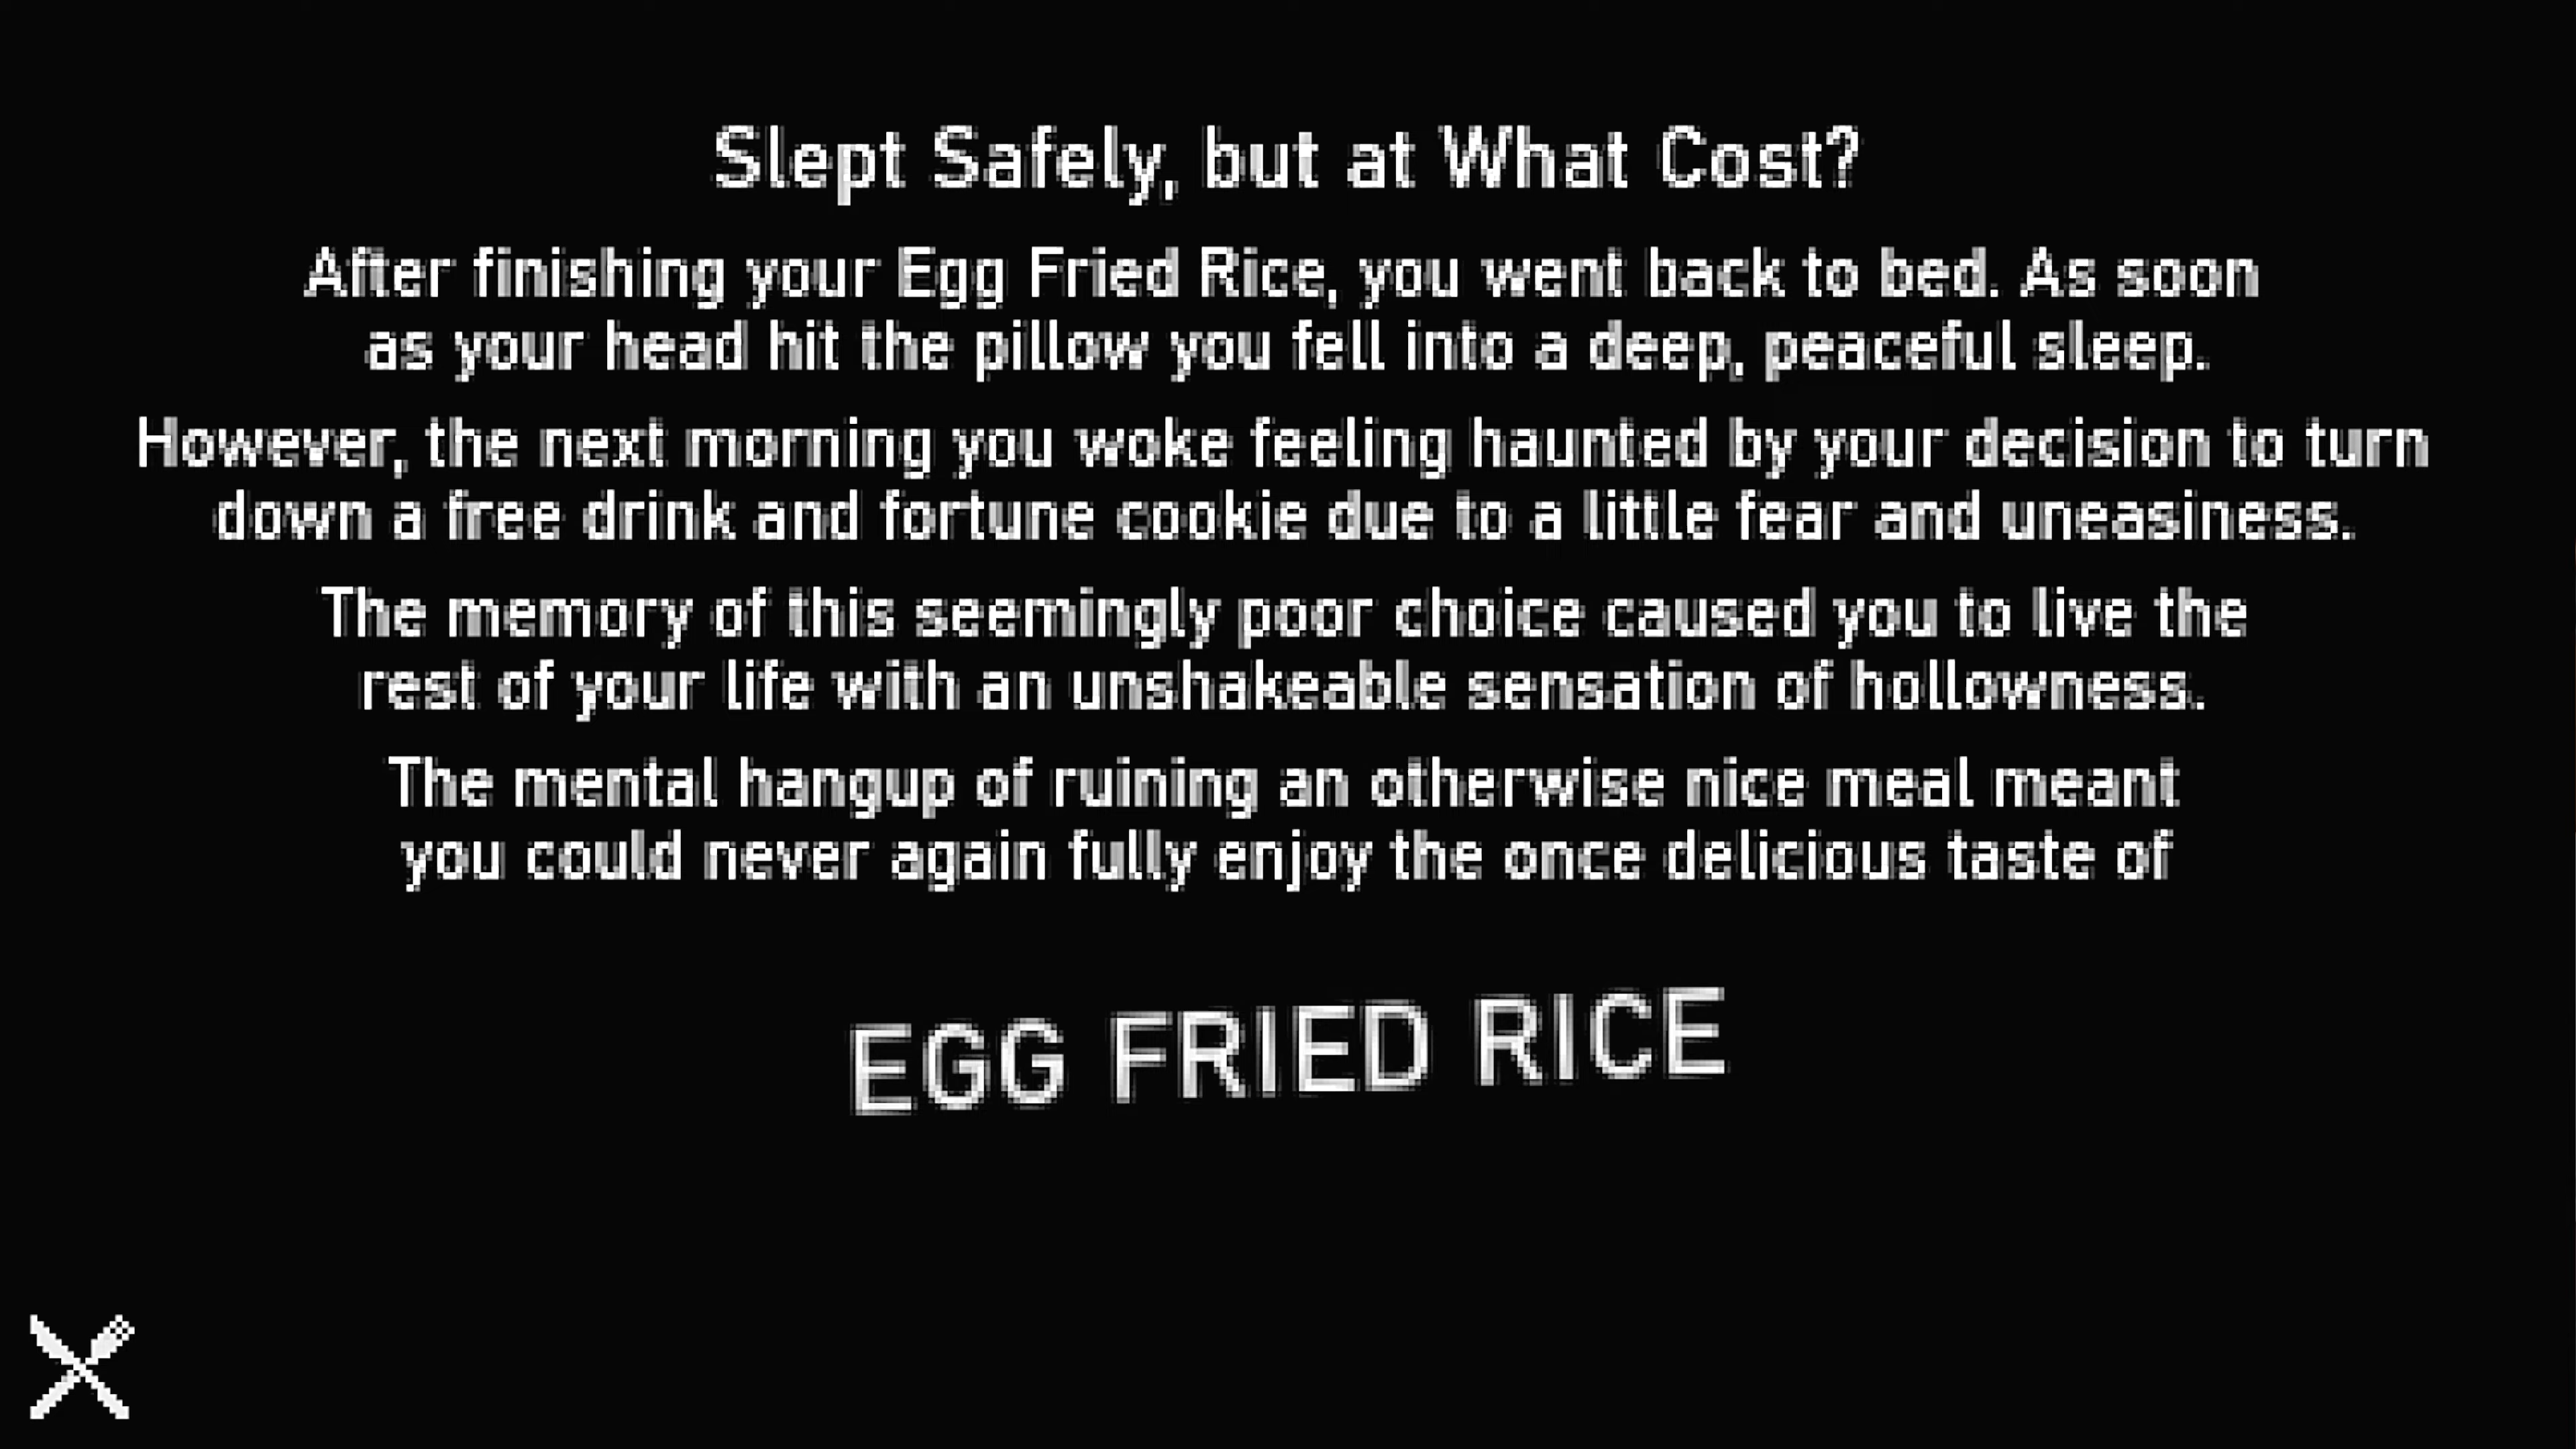 Slept Safely, but at What Cost?
After finishing your Egg Fried Rice, you went back to bed. As soon
as your head hit the pillow you fell into a deep, peaceful sleep.
However, the next morning you woke feeling haunted by your decision to turn
down a free drink and fortune cookie due to a little fear and uneasiness.
The memory of this seemingly poor choice caused you to live the
rest of your life with an unshakeable sensation of hollowness.
The mental hangup of ruining an otherwise nice meal meant
you could never again fully enjoy the once delicious taste of
EGG FRIED RICE